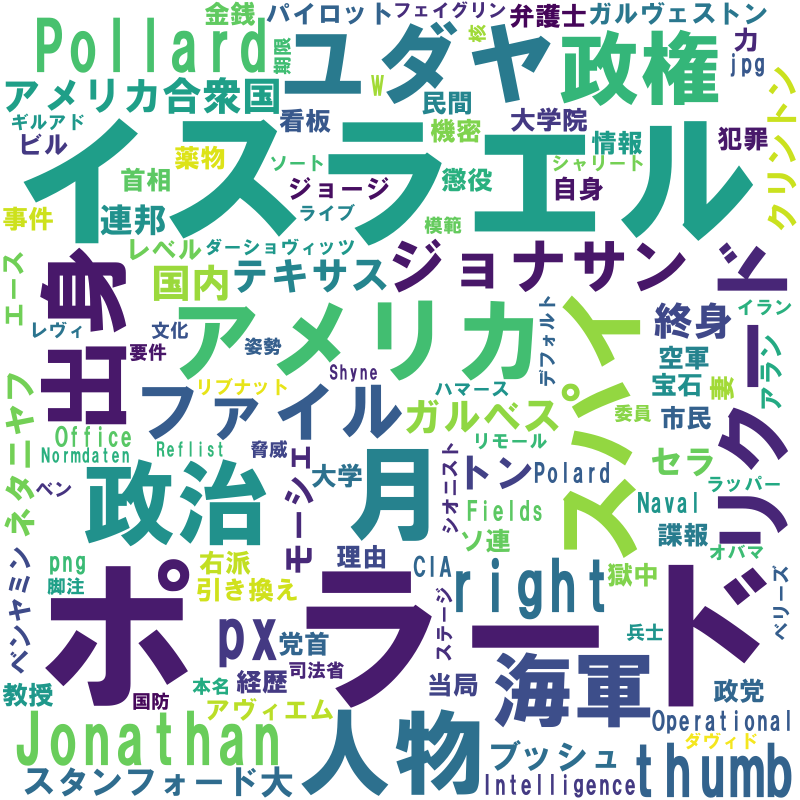 金銭 パイロット フェイグリン 弁護士 ガルヴェストン
Pollard 期限 ユダヤ 核 政権 力
jpg
アメリカ合衆国 W 民間
ギルアド 看板 機密 大学院 情報 犯罪 クリントン
ビル 薬物 ソート シャリート
首相 ジョージ 懲役 自身
イスラエル
事件 連邦 ライブ 模範
レベル ダーショヴィッツ
エース 出身 国内 テキサス ジョナサン リクード
アメリカ スパイ デフォルト 終身 イラン
レヴィ 文化 姿勢 空軍 アラン
要件 Shyne 宝石 妻
ネタニヤフ リブナット ハマース
ファイル ガルベス 委員 市民
Office リモール
Normdaten Reflist 脅威 モーシェ シオニスト セラ
ベン 政治 大学 月 トン Polard ラッパー
Fields Naval
ソ連 諜報 オバマ
png 右派 理由 CIA
脚注 引き換え right 獄中 ベリーズ
ベンヤミン ポラード
px 党首 ステージ 兵士
教授 国防 本名 経歴 司法省 当局 海軍 政党
アヴィエム Operational
Jonathan 人物 ブッシュ ダヴィド
スタンフォード大 Intelligence thumb